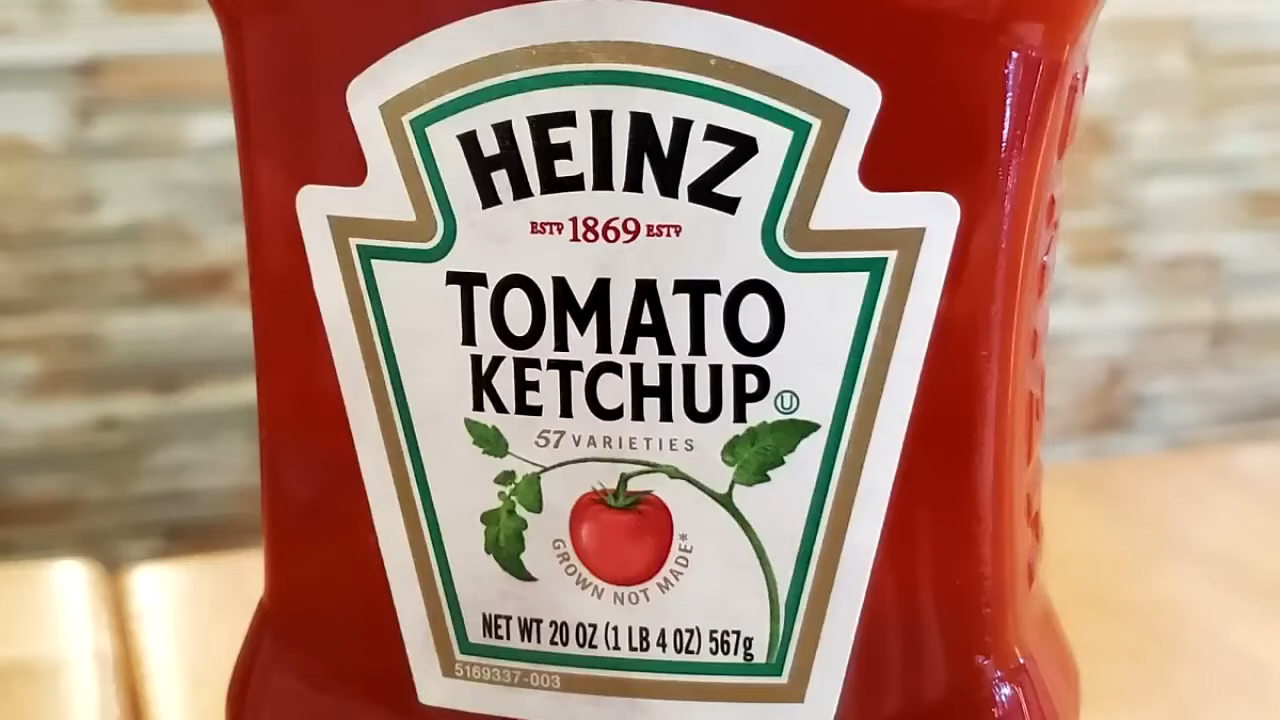 HEINZ
ESTD 1869 ESTD
TOMATO
KETCHUP
U
57 VARIETIES
GROWN NOT MADE*
NET WT 20 OZ (1 LB 4 OZ) 567g
5169337-003